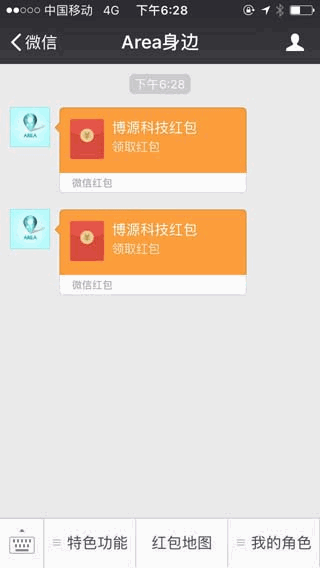 中国移动 4G 下午6:28
微信 Area身边
下午6:28
AREA
博源科技红包
领取红包
微信红包
AREA
博源科技红包
领取红包
微信红包
特色功能 红包地图 我的角色